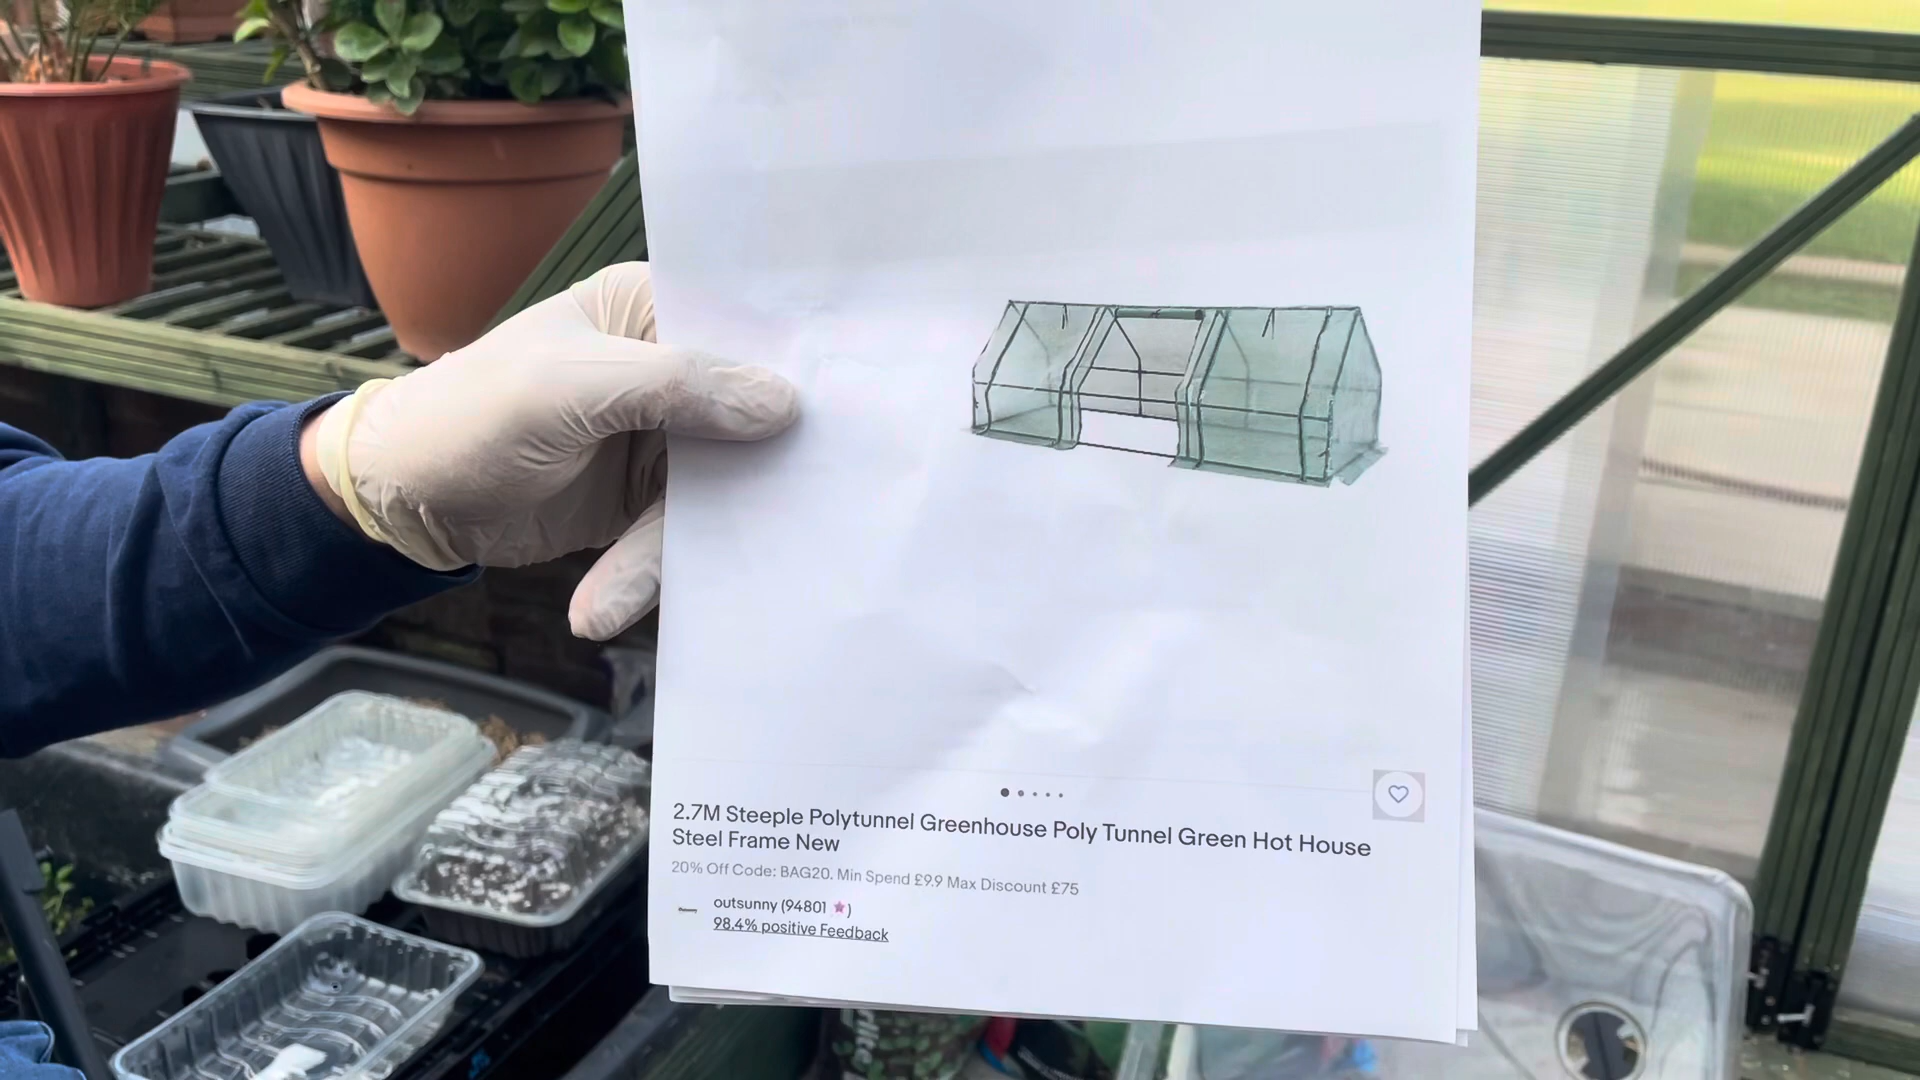 2.7M Steeple Polytunnel Greenhouse Poly Tunnel Green Hot House
Steel Frame New
20% Off Code: BAG20. Min Spend £9.9 Max Discount £75
outsunny (94801 ★)
98.4% positive Feedback